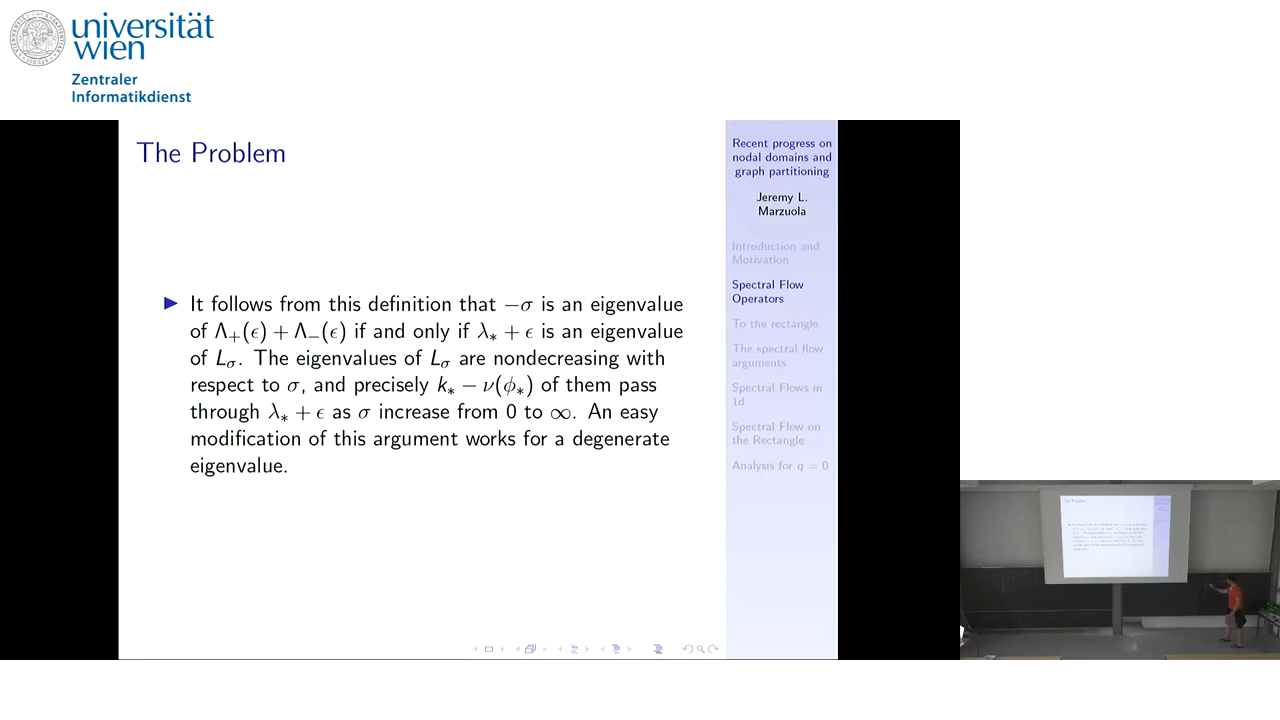 universität
wien
Zentraler
Informatikdienst
The Problem
It follows from this definition that −σ is an eigenvalue
of Λ₊(ϵ) + Λ₋(ϵ) if and only if λ∗ + ϵ is an eigenvalue
of Lσ. The eigenvalues of Lσ are nondecreasing with
respect to σ, and precisely k∗ − ν(ϕ∗) of them pass
through λ∗ + ϵ as σ increase from 0 to ∞. An easy
modification of this argument works for a degenerate
eigenvalue.
Recent progress on
nodal domains and
graph partitioning
Jeremy L.
Marzuola
Introduction and
Motivation
Spectral Flow
Operators
To the rectangle
The spectral flow
arguments
Spectral Flows in
1d
Spectral Flow on
the Rectangle
Analysis for q = 0
The Problem